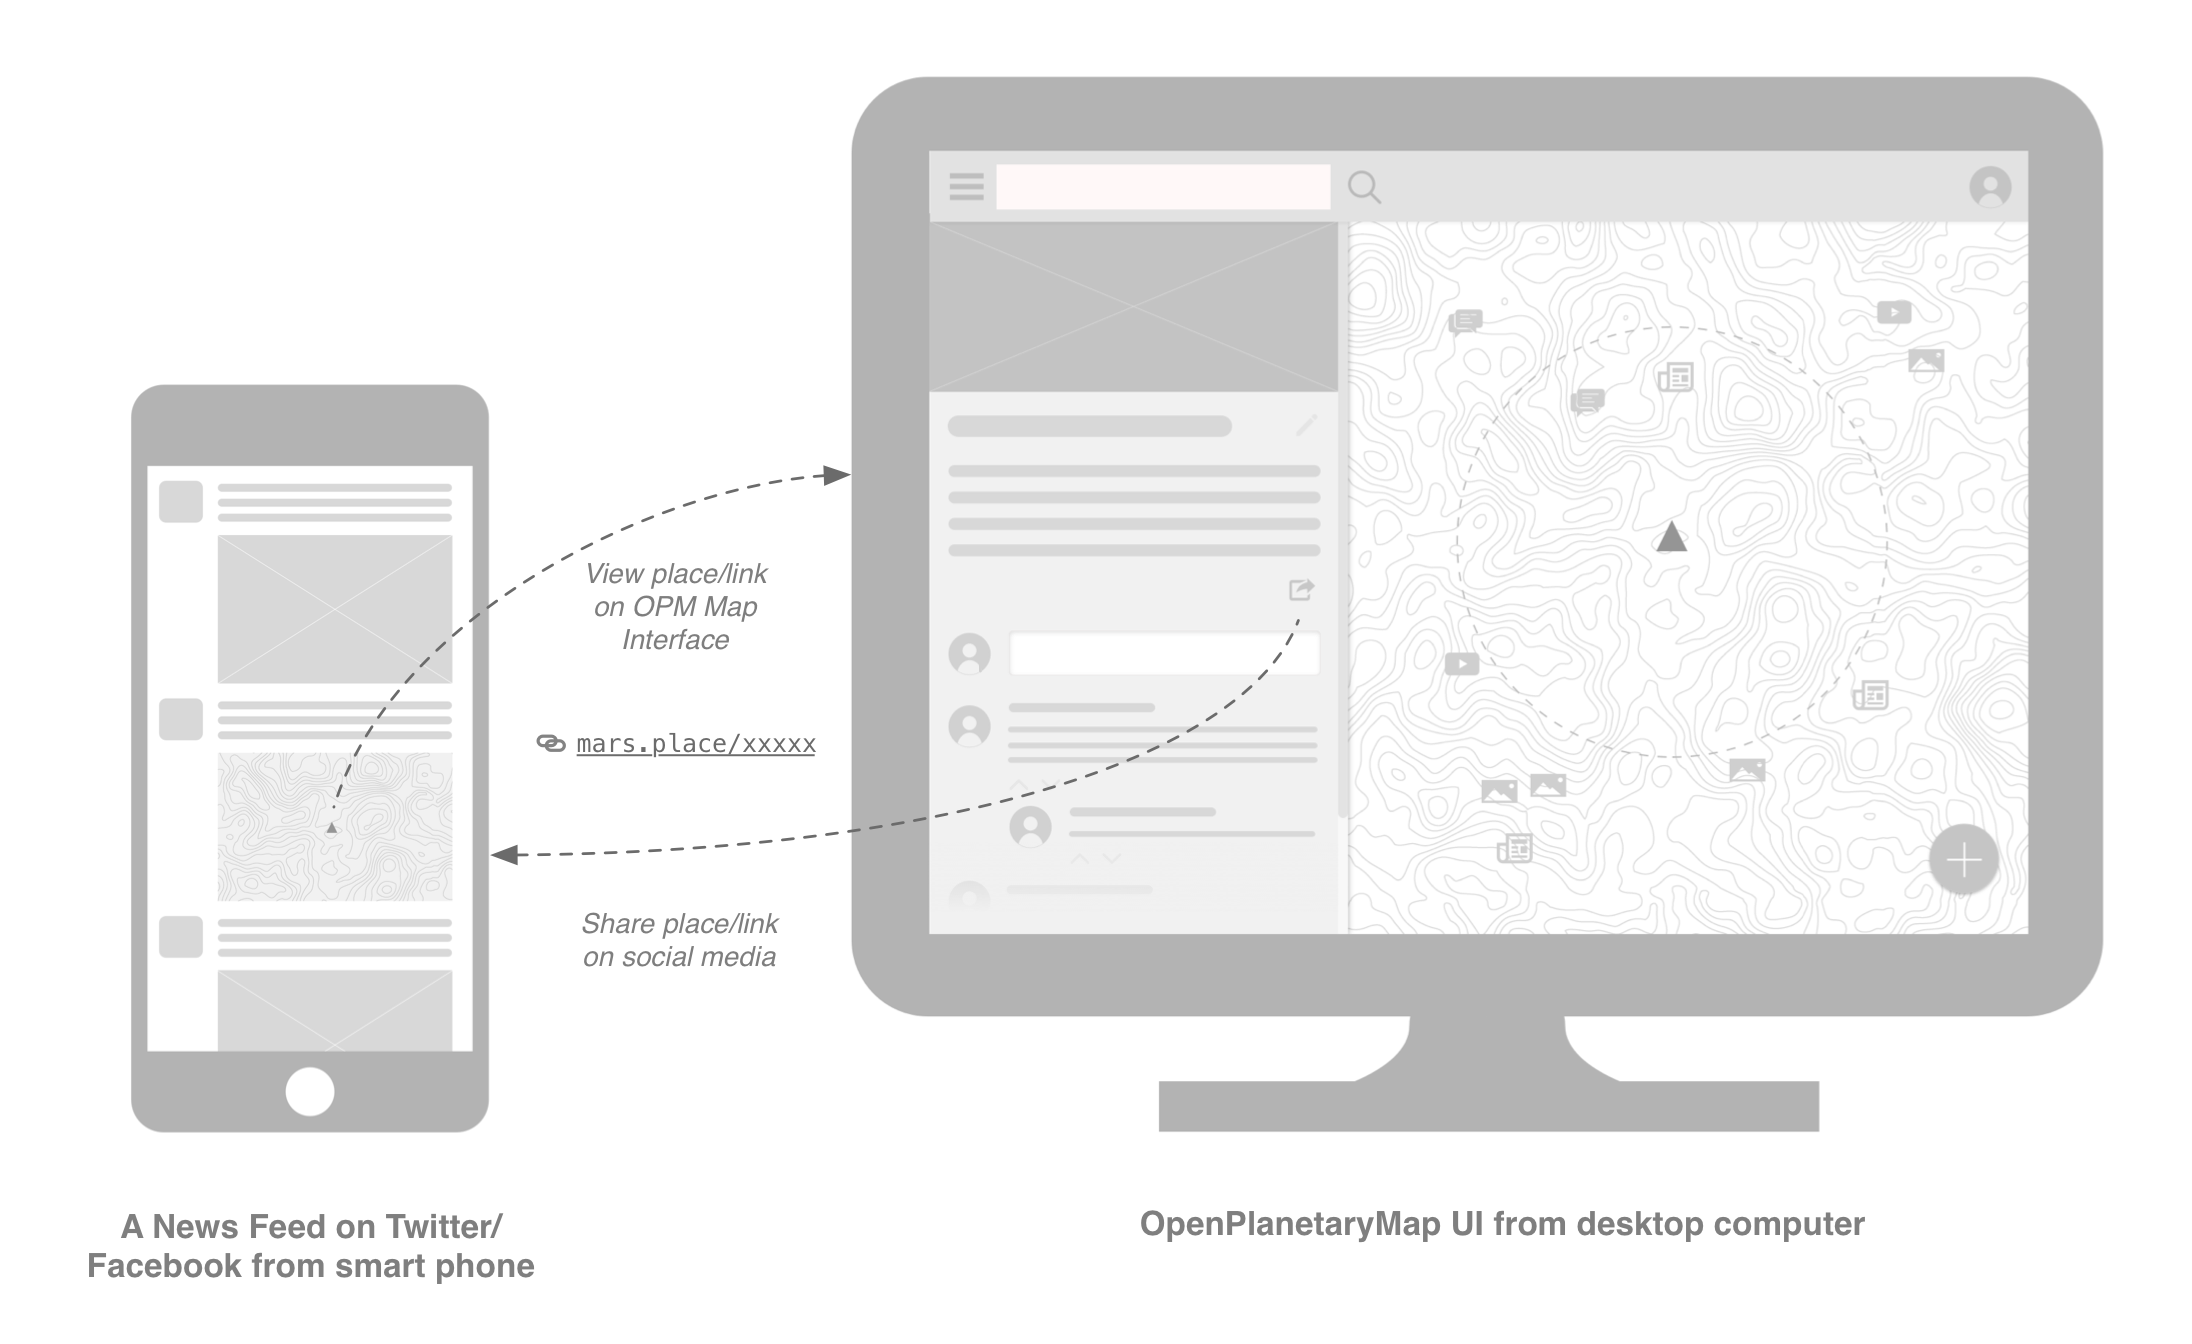 View place/link
on OPM Map
Interface
mars.place/xxxxx
Share place/link
on social media
A News Feed on Twitter/
Facebook from smart phone
OpenPlanetaryMap UI from desktop computer